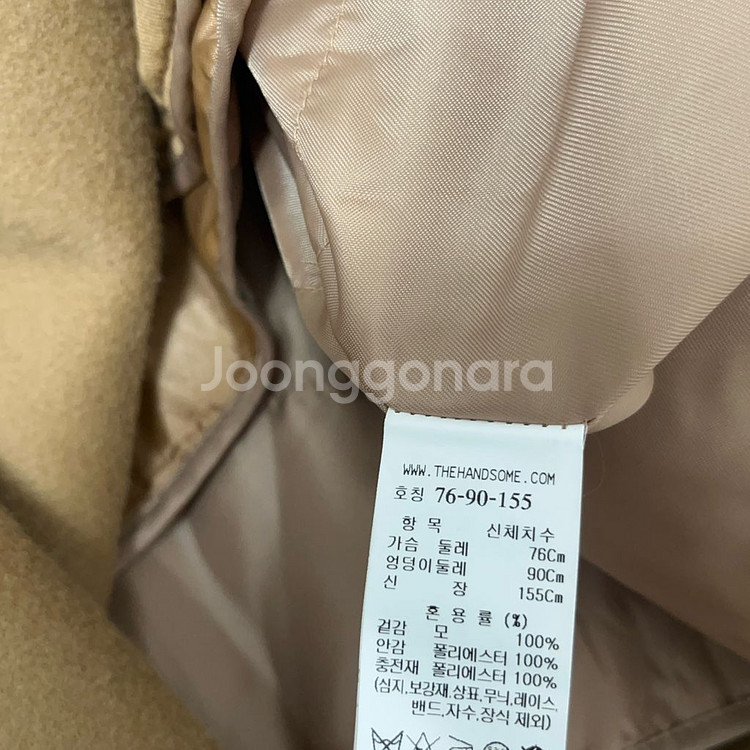 Joonggonara
WWW.THEHANDSOME.COM
호칭 76-90-155
항 목 신체치수
가슴 둘레 76Cm
엉덩이둘레 90Cm
신 장 155Cm
혼 용 률 (%)
겉감 모 100%
안감 폴리에스터 100%
충전재 폴리에스터 100%
(심지,보강재,상표,무늬,레이스,
밴드,자수,장식 제외)